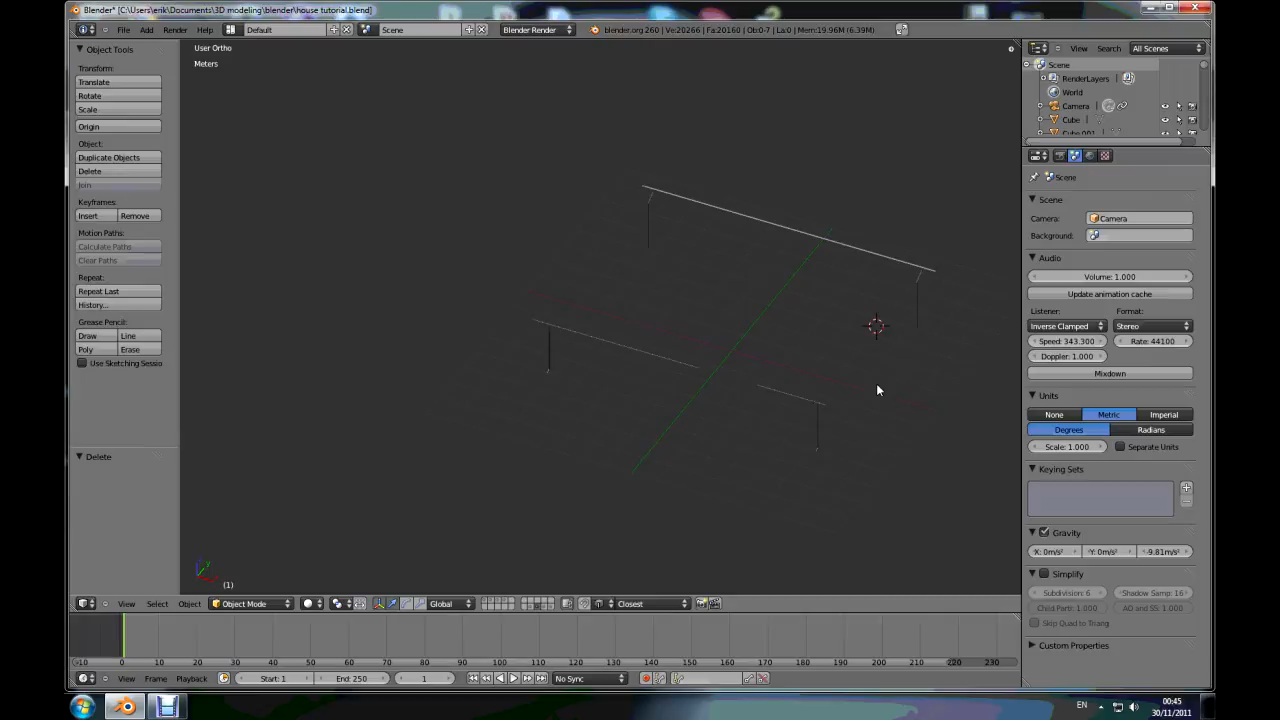 Blender* [C:\Users\erik\Documents\3D modeling\blender\house tutorial.blend]
File Add Render Help Default Scene Blender Render blender.org 260 | Ve:20266 | Fa:20160 | Ob:0-7 | La:0 | Mem:19.96M (6.39M)
Object Tools
Transform:
Translate
Rotate
Scale
Origin
Object:
Duplicate Objects
Delete
Join
Keyframes:
Insert Remove
Motion Paths:
Calculate Paths
Clear Paths
Repeat:
Repeat Last
History...
Grease Pencil:
Draw Line
Poly Erase
Use Sketching Sessio
Delete
User Ortho
Meters
(1)
View Select Object Object Mode Global Closest
-10 0 10 20 30 40 50 60 70 80 90 100 110 120 130 140 150 160 170 180 190 200 210 220 230
View Frame Playback Start: 1 End: 250 1 No Sync
View Search All Scenes
Scene
RenderLayers
World
Camera
Cube
Cube.001
Scene
Scene
Camera: Camera
Background:
Audio
Volume: 1.000
Update animation cache
Listener: Format:
Inverse Clamped Stereo
Speed: 343.300 Rate: 44100
Doppler: 1.000
Mixdown
Units
None Metric Imperial
Degrees Radians
Scale: 1.000 Separate Units
Keying Sets
Gravity
X: 0m/s² Y: 0m/s² -9.81m/s²
Simplify
Subdivision: 6 Shadow Samp: 16
Child Parti: 1.000 AO and SS: 1.000
Skip Quad to Triang
Custom Properties
EN 00:45
30/11/2011